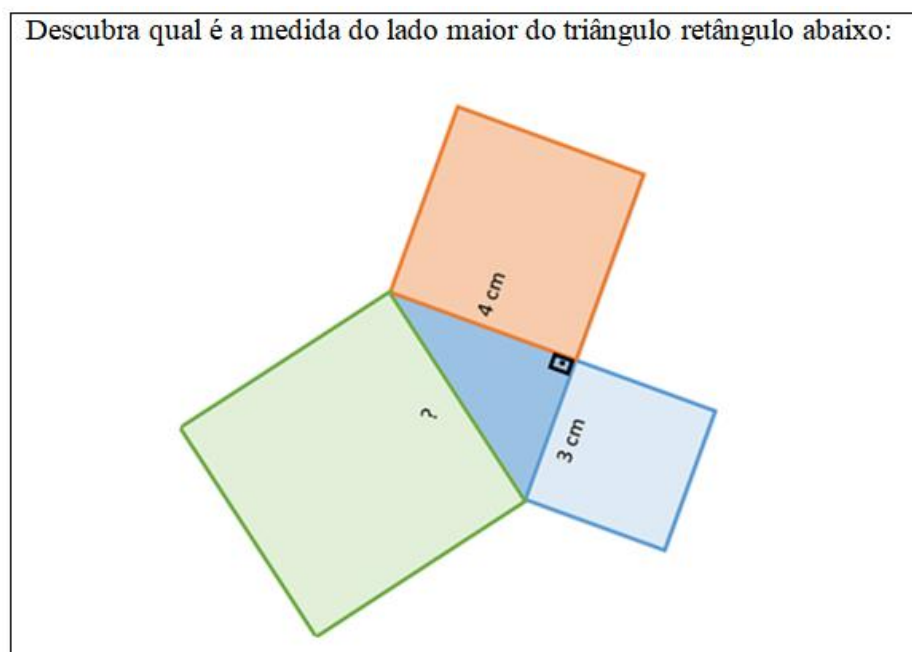 Descubra qual é a medida do lado maior do triângulo retângulo abaixo:
4 cm
?
3 cm